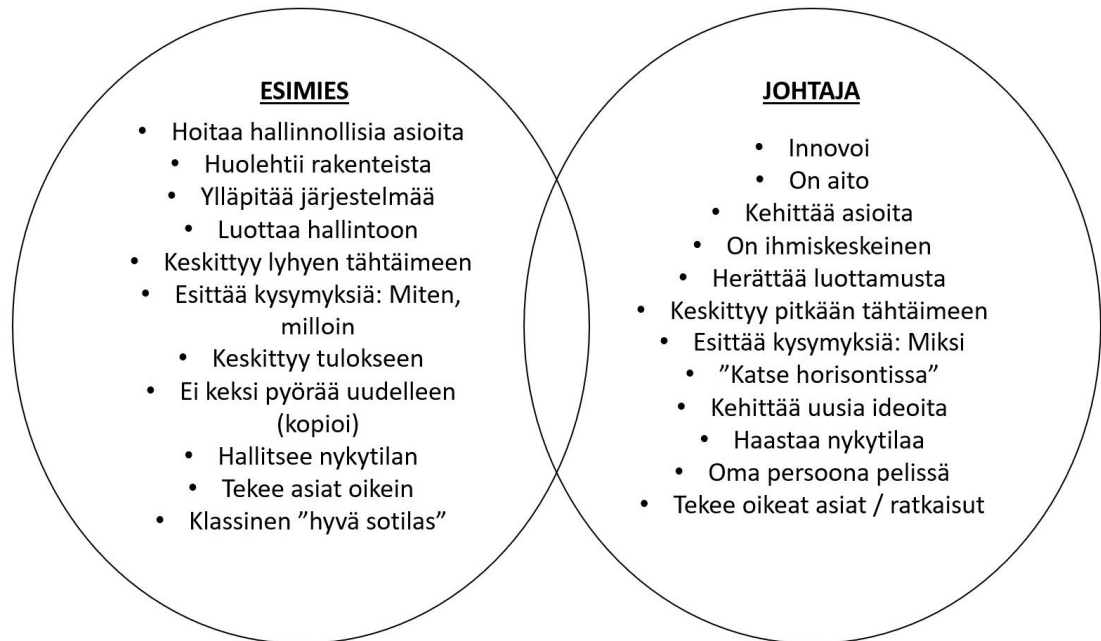 ESIMIES
• Hoitaa hallinnollisia asioita
• Huolehtii rakenteista
• Ylläpitää järjestelmää
• Luottaa hallintoon
• Keskittyy lyhyen tähtäimeen
• Esittää kysymyksiä: Miten,
milloin
• Keskittyy tulokseen
• Ei keksi pyörää uudelleen
(kopioi)
• Hallitsee nykytilan
• Tekee asiat oikein
• Klassinen ”hyvä sotilas”
JOHTAJA
• Innovoi
• On aito
• Kehittää asioita
• On ihmiskeskeinen
• Herättää luottamusta
• Keskittyy pitkään tähtäimeen
• Esittää kysymyksiä: Miksi
• ”Katse horisontissa”
• Kehittää uusia ideoita
• Haastaa nykytilaa
• Oma persoona pelissä
• Tekee oikeat asiat / ratkaisut